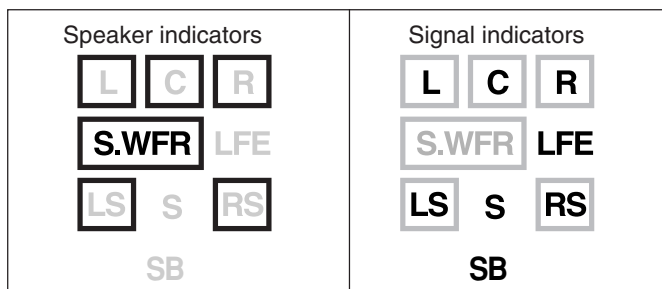 Speaker indicators
L C R
S.WFR LFE
LS S RS
SB
Signal indicators
L C R
S.WFR LFE
LS S RS
SB